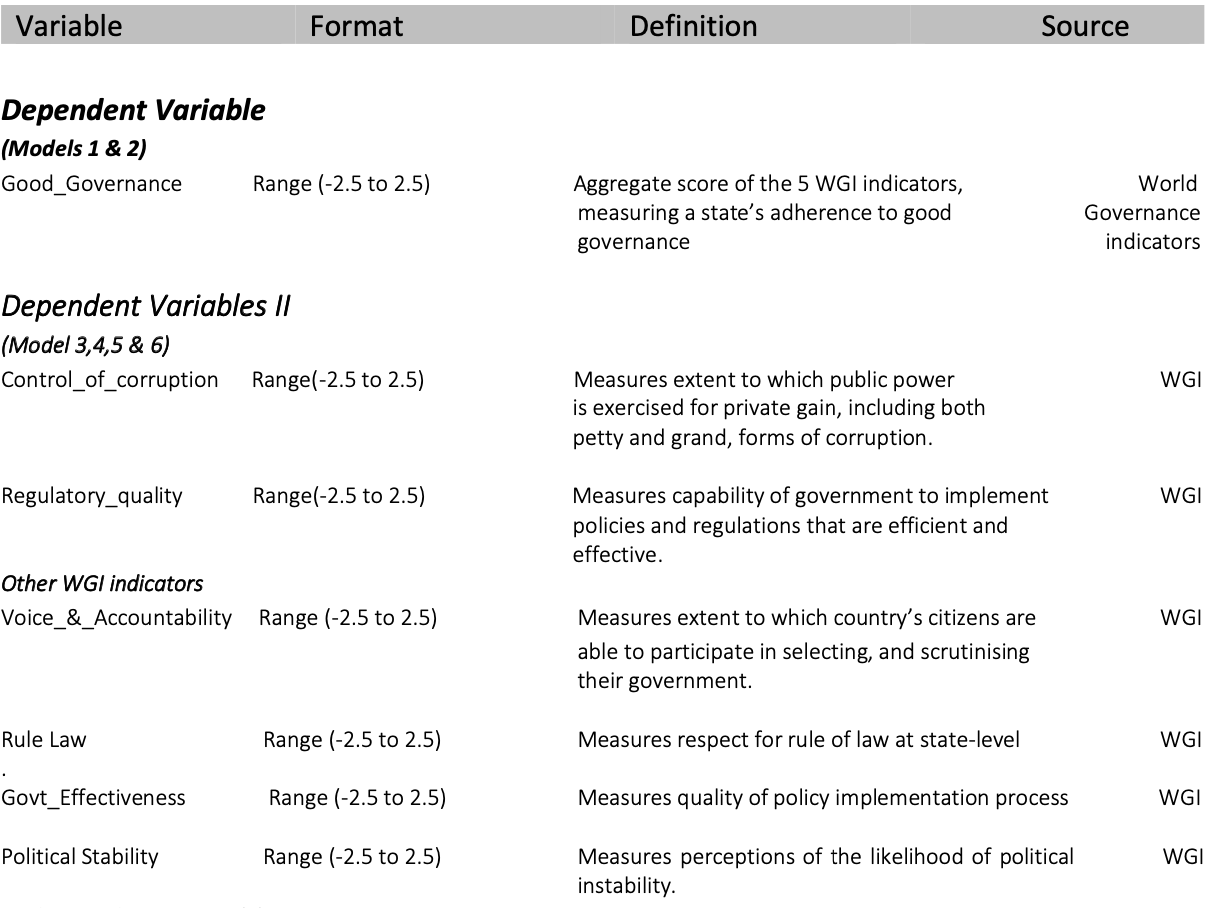 Variable Format Definition Source
Dependent Variable
(Models 1 & 2)
Good_Governance Range (-2.5 to 2.5) Aggregate score of the 5 WGI indicators, World
measuring a state’s adherence to good Governance
governance indicators
Dependent Variables II
(Model 3,4,5 & 6)
Control_of_corruption Range(-2.5 to 2.5) Measures extent to which public power WGI
is exercised for private gain, including both
petty and grand, forms of corruption.
Regulatory_quality Range(-2.5 to 2.5) Measures capability of government to implement WGI
policies and regulations that are efficient and
effective.
Other WGI indicators
Voice_&_Accountability Range (-2.5 to 2.5) Measures extent to which country’s citizens are WGI
able to participate in selecting, and scrutinising
their government.
Rule Law Range (-2.5 to 2.5) Measures respect for rule of law at state-level WGI
.
Govt_Effectiveness Range (-2.5 to 2.5) Measures quality of policy implementation process WGI
Political Stability Range (-2.5 to 2.5) Measures perceptions of the likelihood of political WGI
instability.